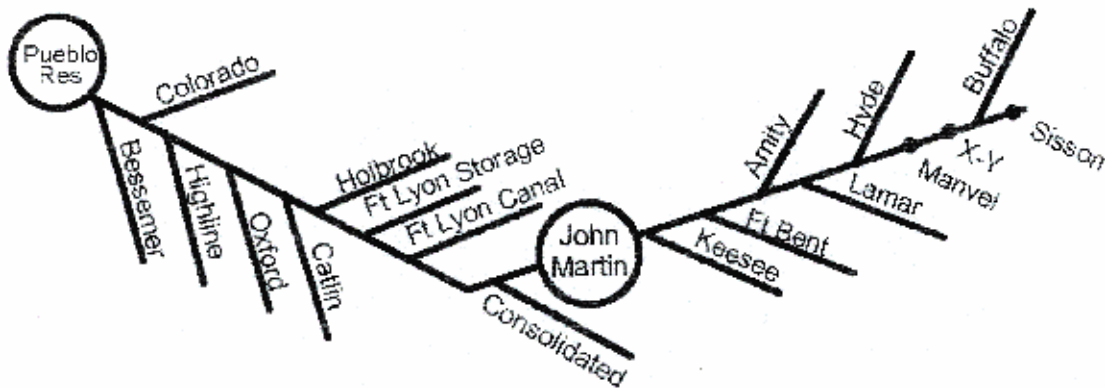 Pueblo
Res
Colorado
Bessemer
Highline
Oxford
Catlin
Holbrook
Ft Lyon Storage
Ft Lyon Canal
Consolidated
John
Martin
Keesee
Ft Bent
Amity
Lamar
Hyde
Manvel
X-Y
Buffalo
Sisson